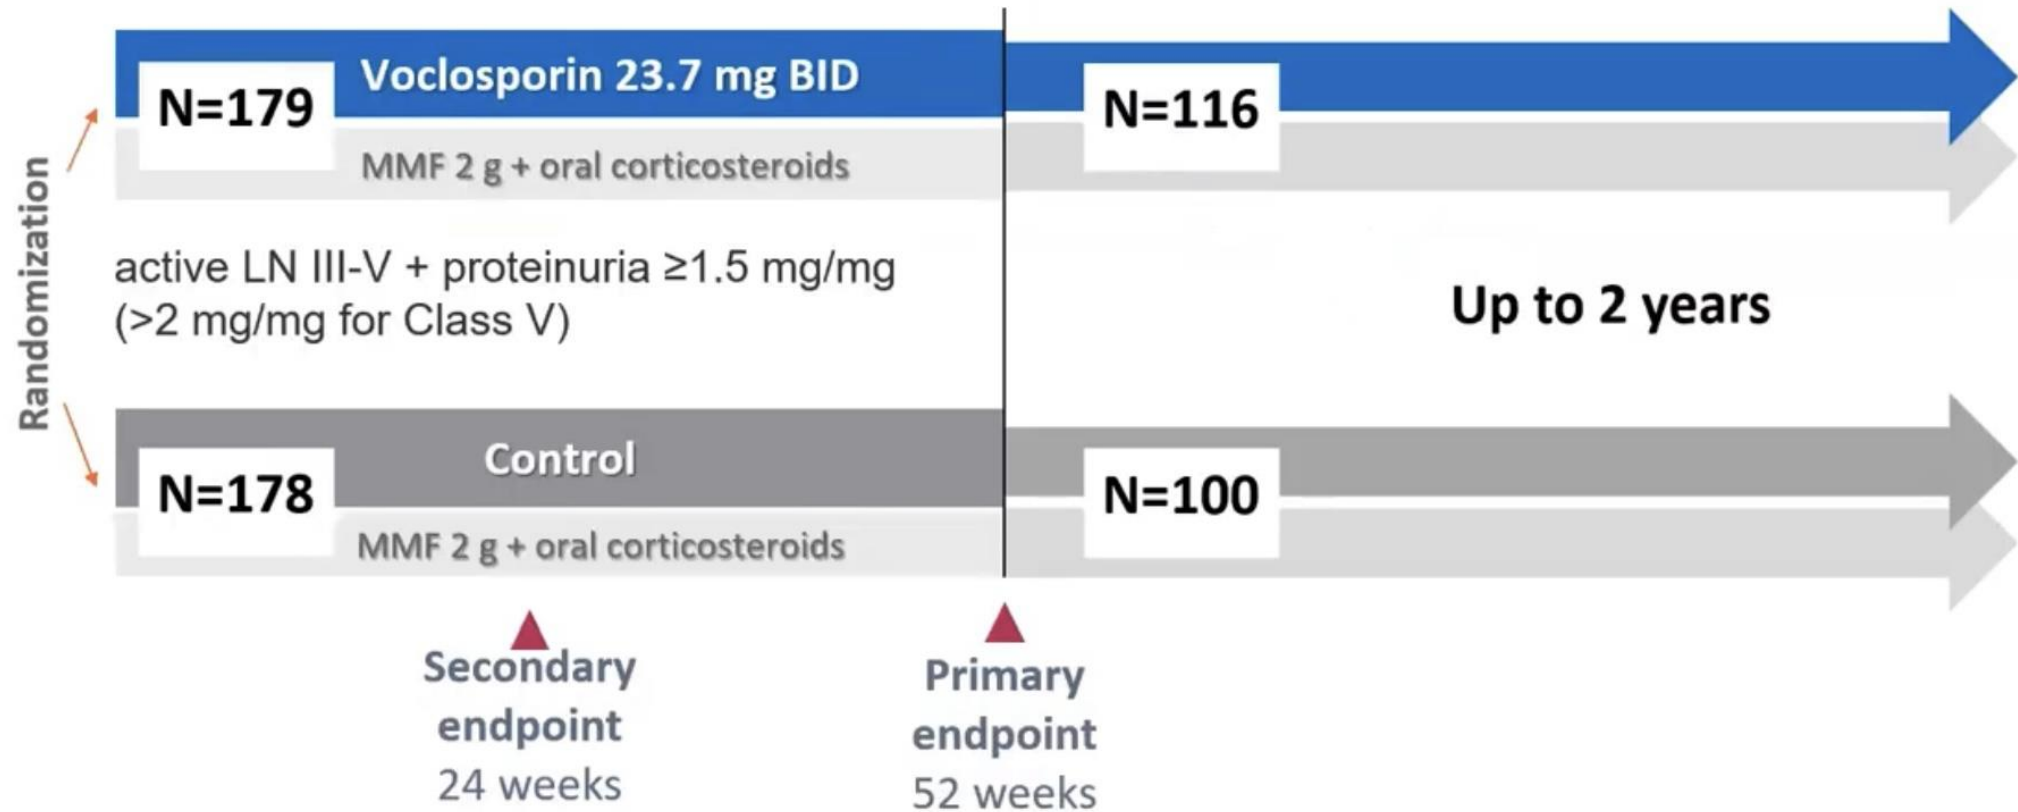 Randomization
Voclosporin 23.7 mg BID
N=179
MMF 2 g + oral corticosteroids
N=116
active LN III-V + proteinuria ≥1.5 mg/mg
(>2 mg/mg for Class V)
Up to 2 years
Control
N=178
MMF 2 g + oral corticosteroids
N=100
Secondary
endpoint
24 weeks
Primary
endpoint
52 weeks